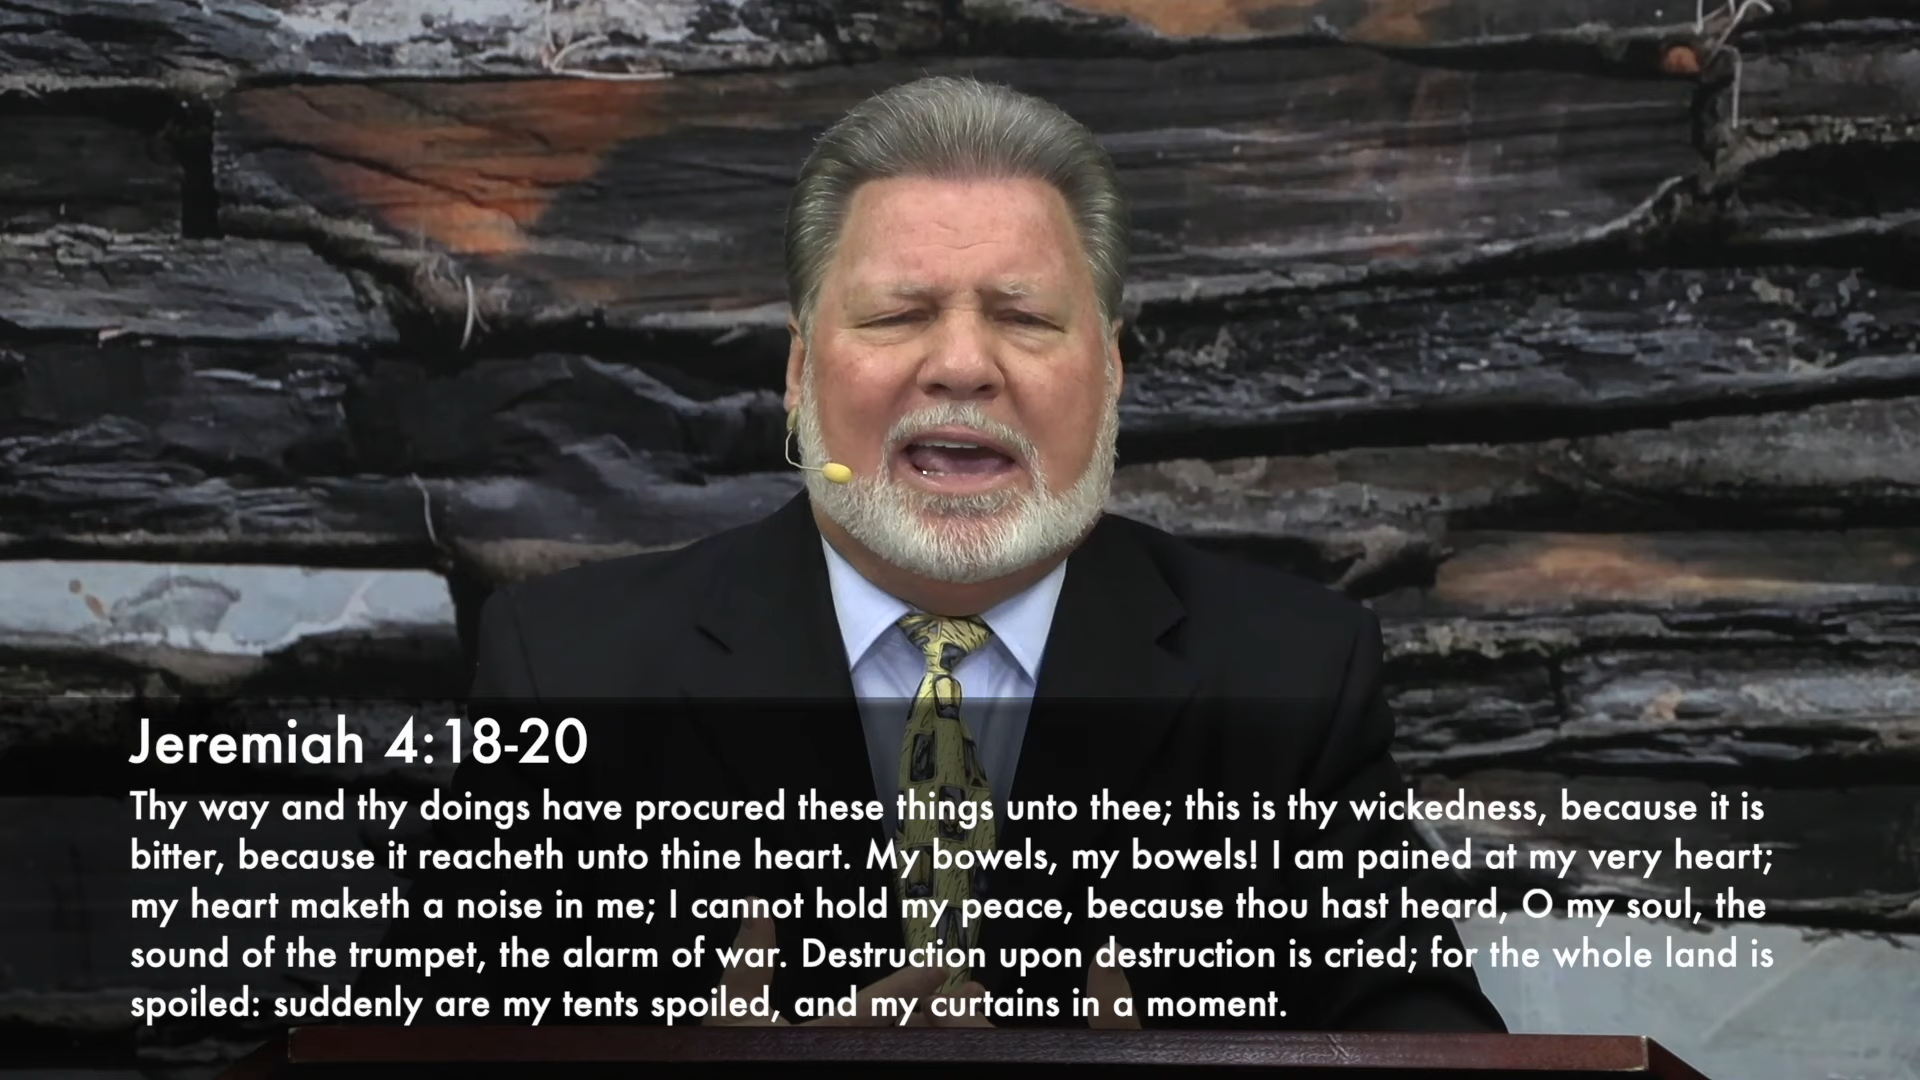 Jeremiah 4:18-20
Thy way and thy doings have procured these things unto thee; this is thy wickedness, because it is
bitter, because it reacheth unto thine heart. My bowels, my bowels! I am pained at my very heart;
my heart maketh a noise in me; I cannot hold my peace, because thou hast heard, O my soul, the
sound of the trumpet, the alarm of war. Destruction upon destruction is cried; for the whole land is
spoiled: suddenly are my tents spoiled, and my curtains in a moment.